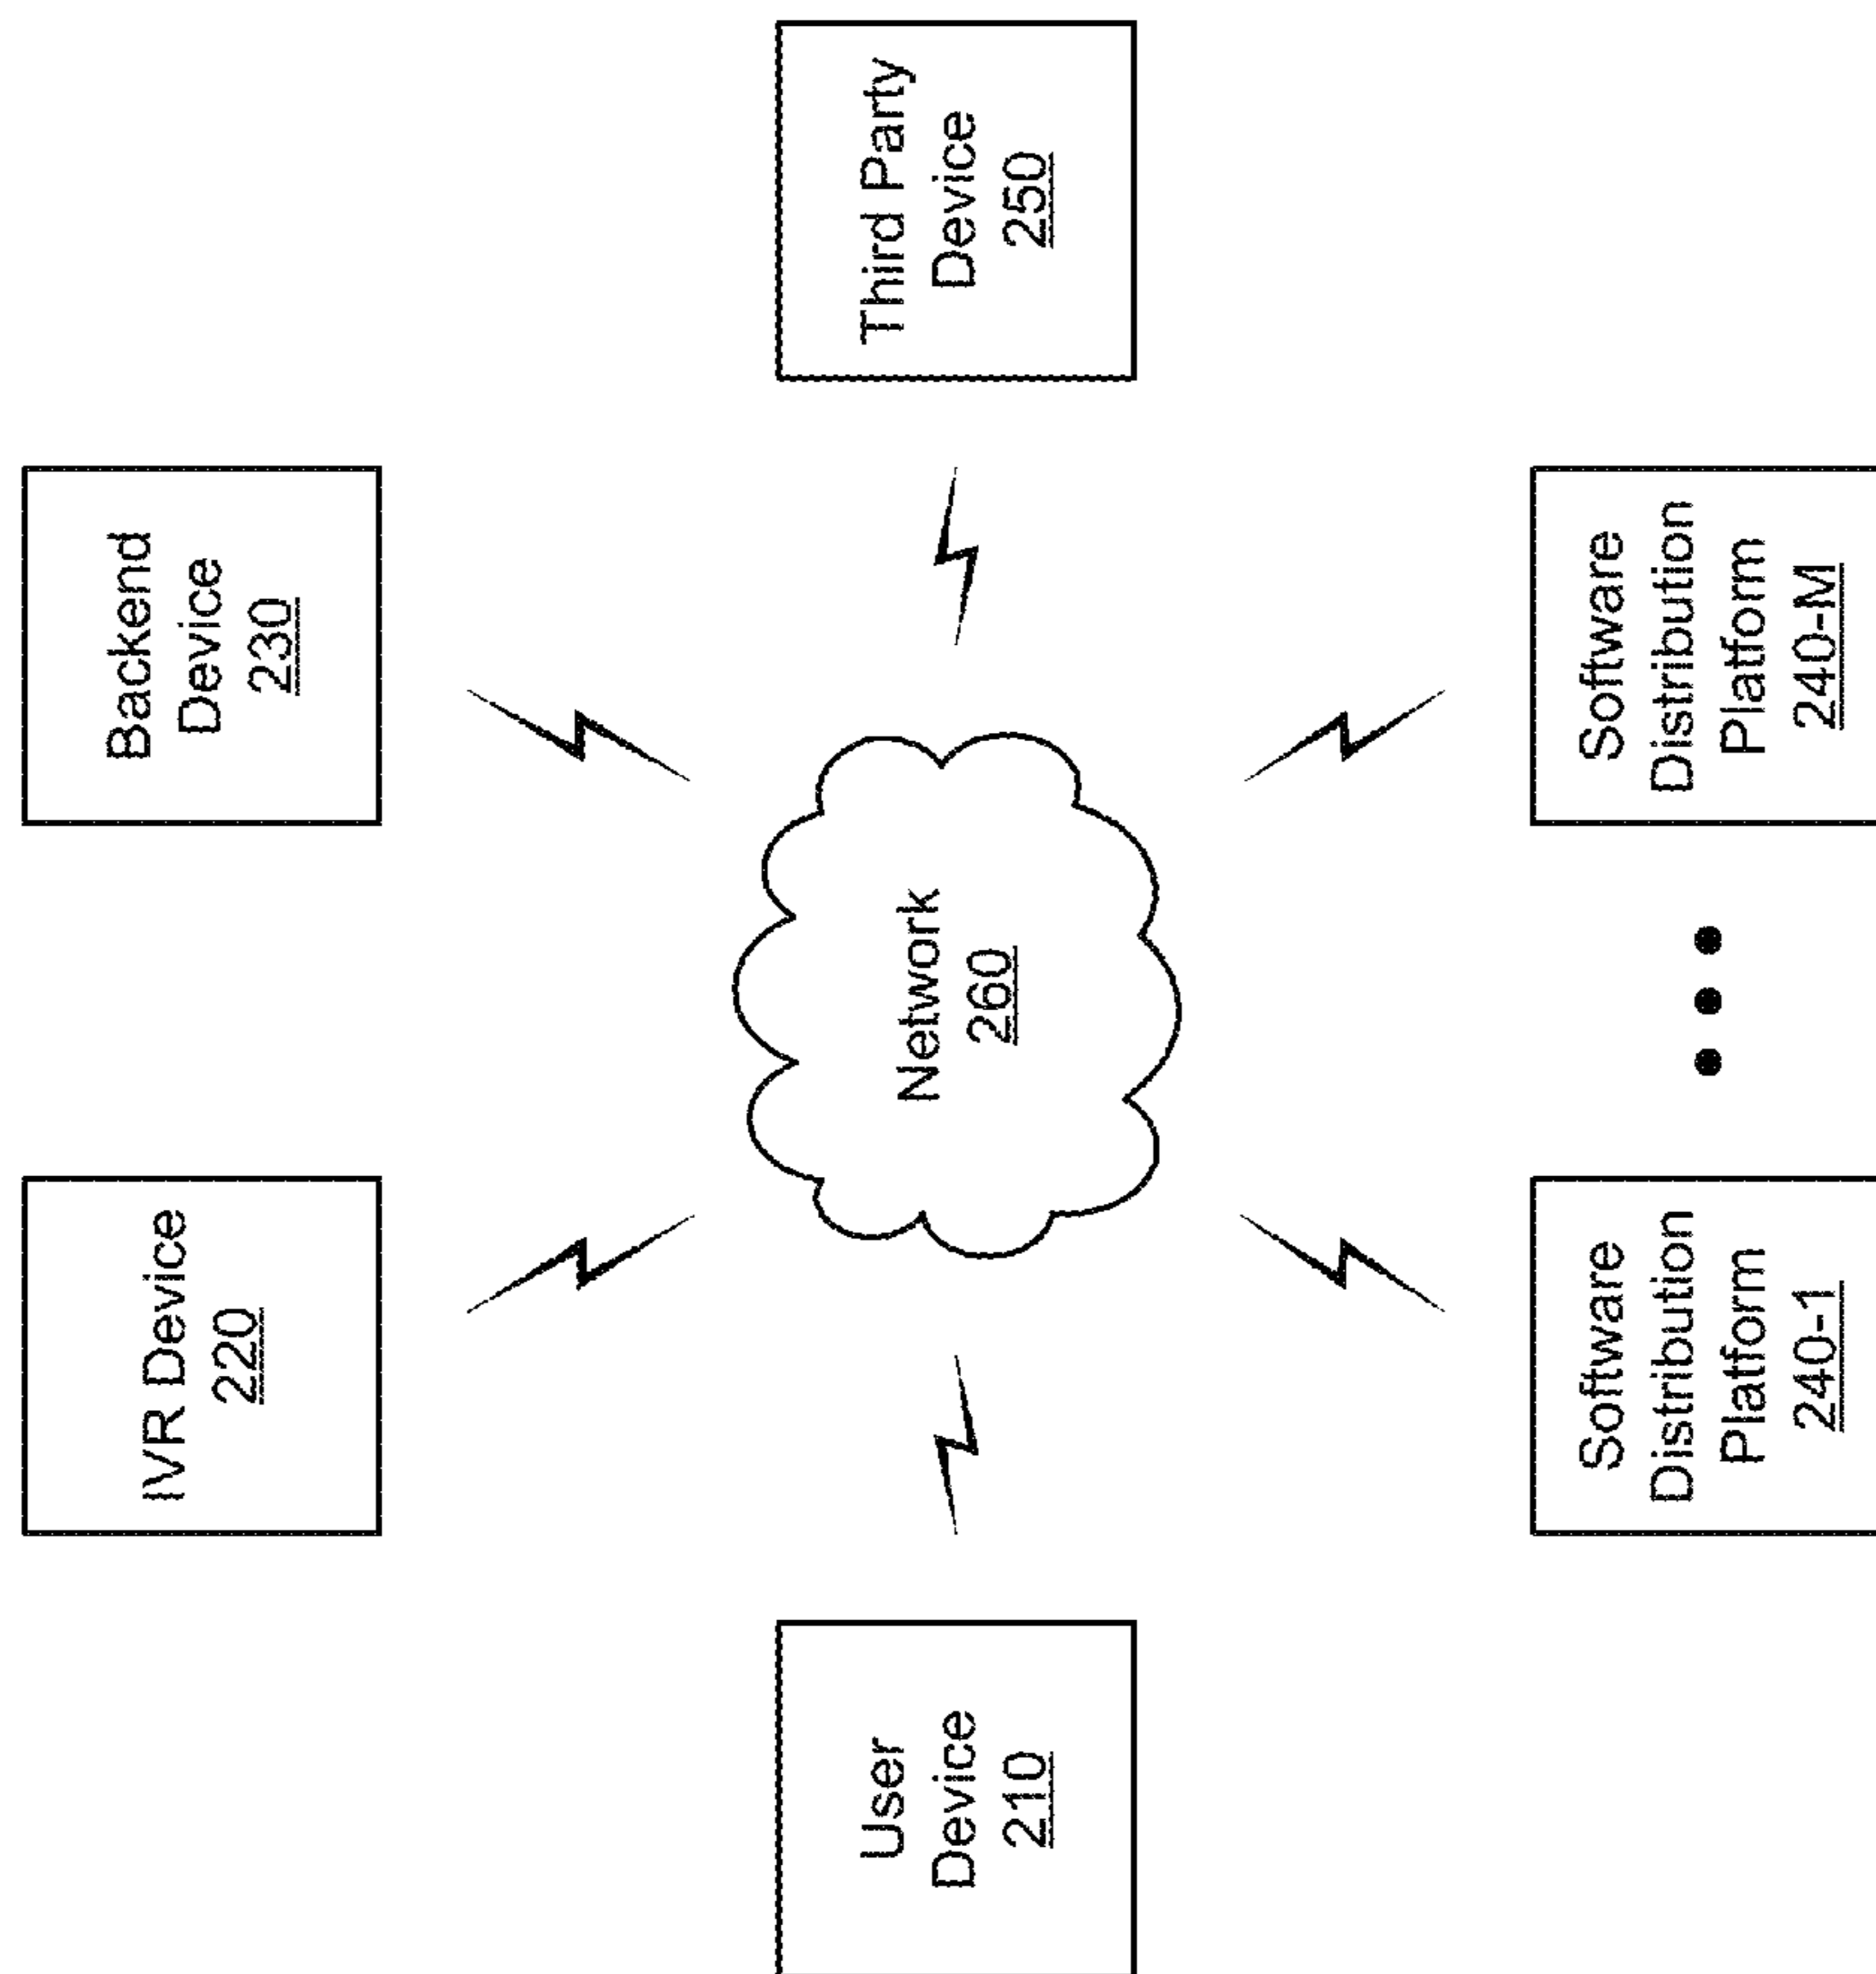 IVR Device
220
Backend
Device
230
User
Device
210
Network
260
Third Party
Device
250
Software
Distribution
Platform
240-1
Software
Distribution
Platform
240-M